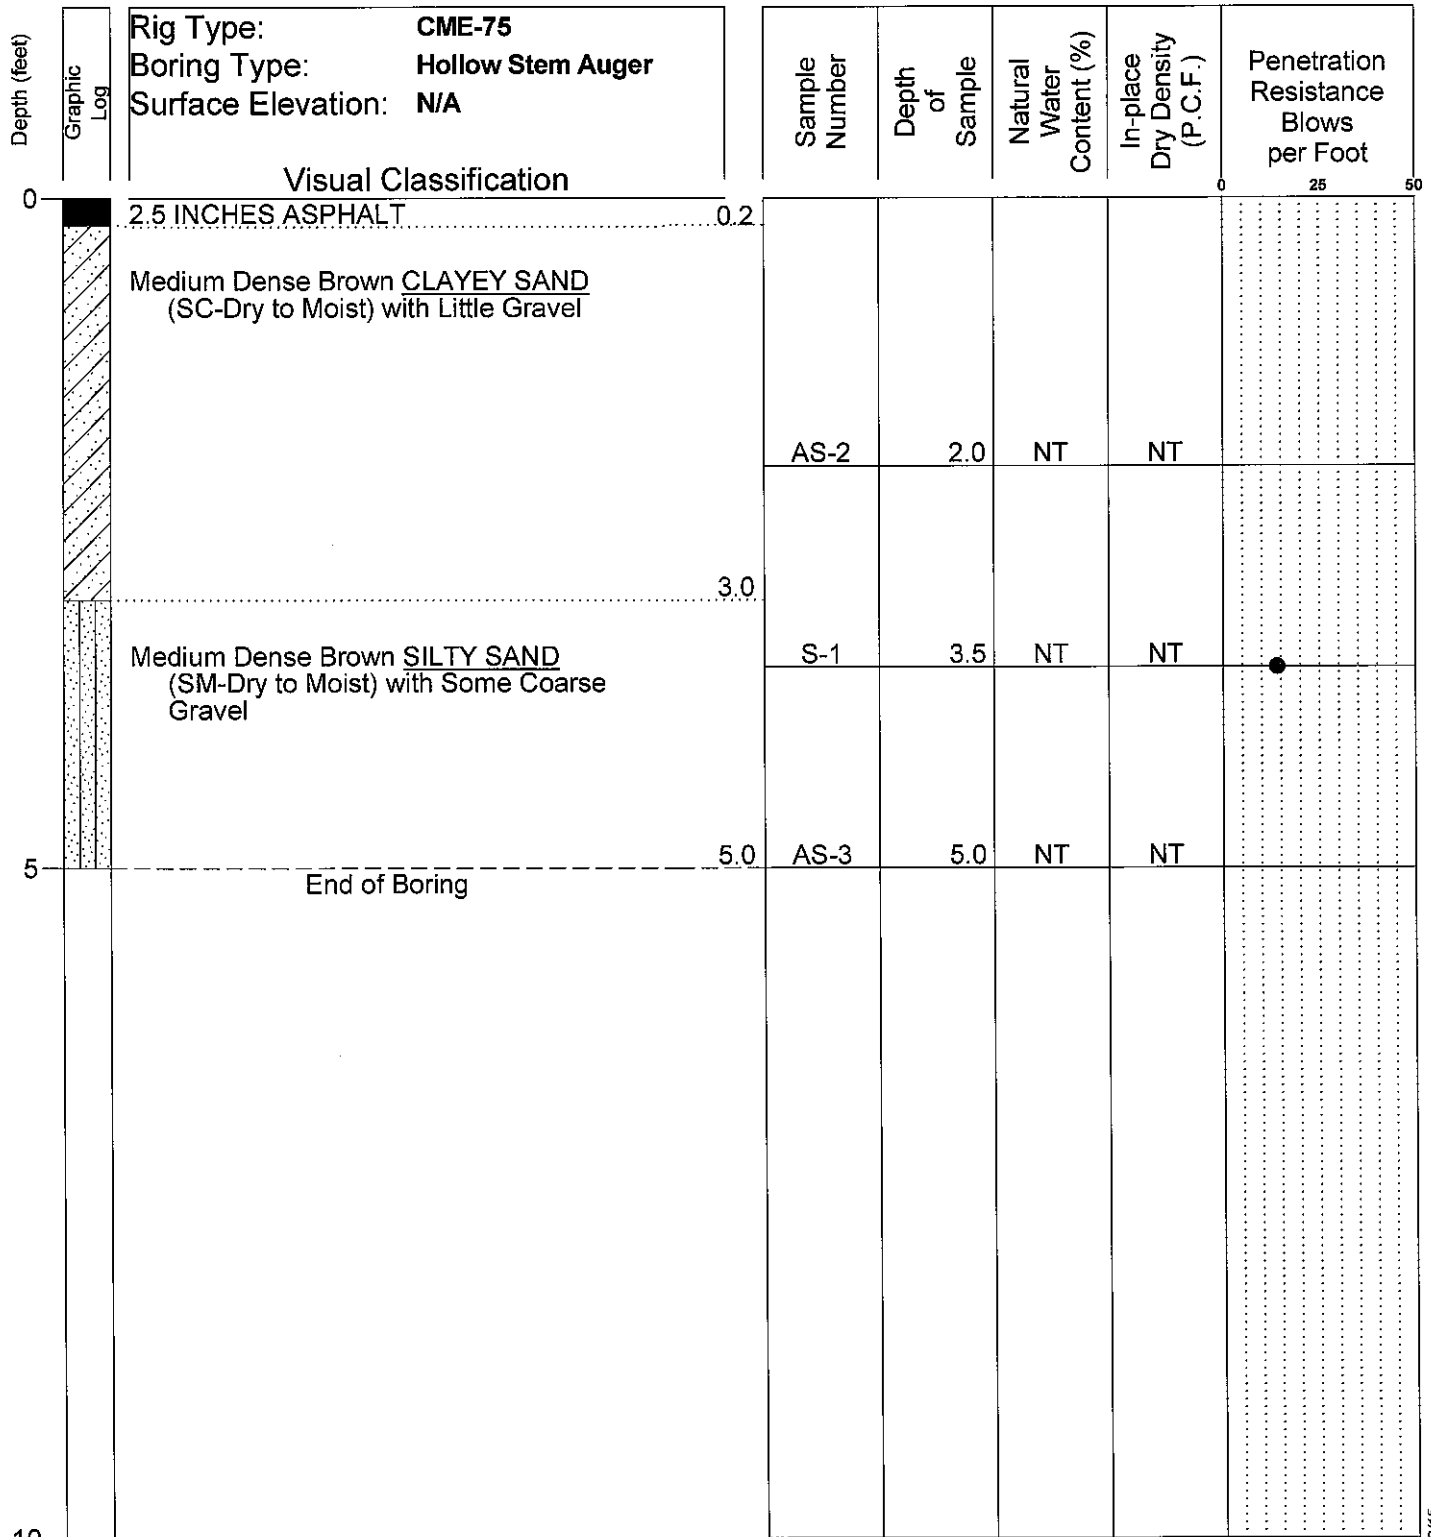 Depth (feet)
Graphic
Log
Rig Type: CME-75
Boring Type: Hollow Stem Auger
Surface Elevation: N/A
Visual Classification
Sample
Number
Depth
of
Sample
Natural
Water
Content (%)
In-place
Dry Density
(P.C.F.)
Penetration
Resistance
Blows
per Foot
0 25 50
0
2.5 INCHES ASPHALT 0.2
Medium Dense Brown CLAYEY SAND
(SC-Dry to Moist) with Little Gravel
AS-2 2.0 NT NT
3.0
Medium Dense Brown SILTY SAND
(SM-Dry to Moist) with Some Coarse
Gravel
S-1 3.5 NT NT
5 5.0 AS-3 5.0 NT NT
End of Boring
10